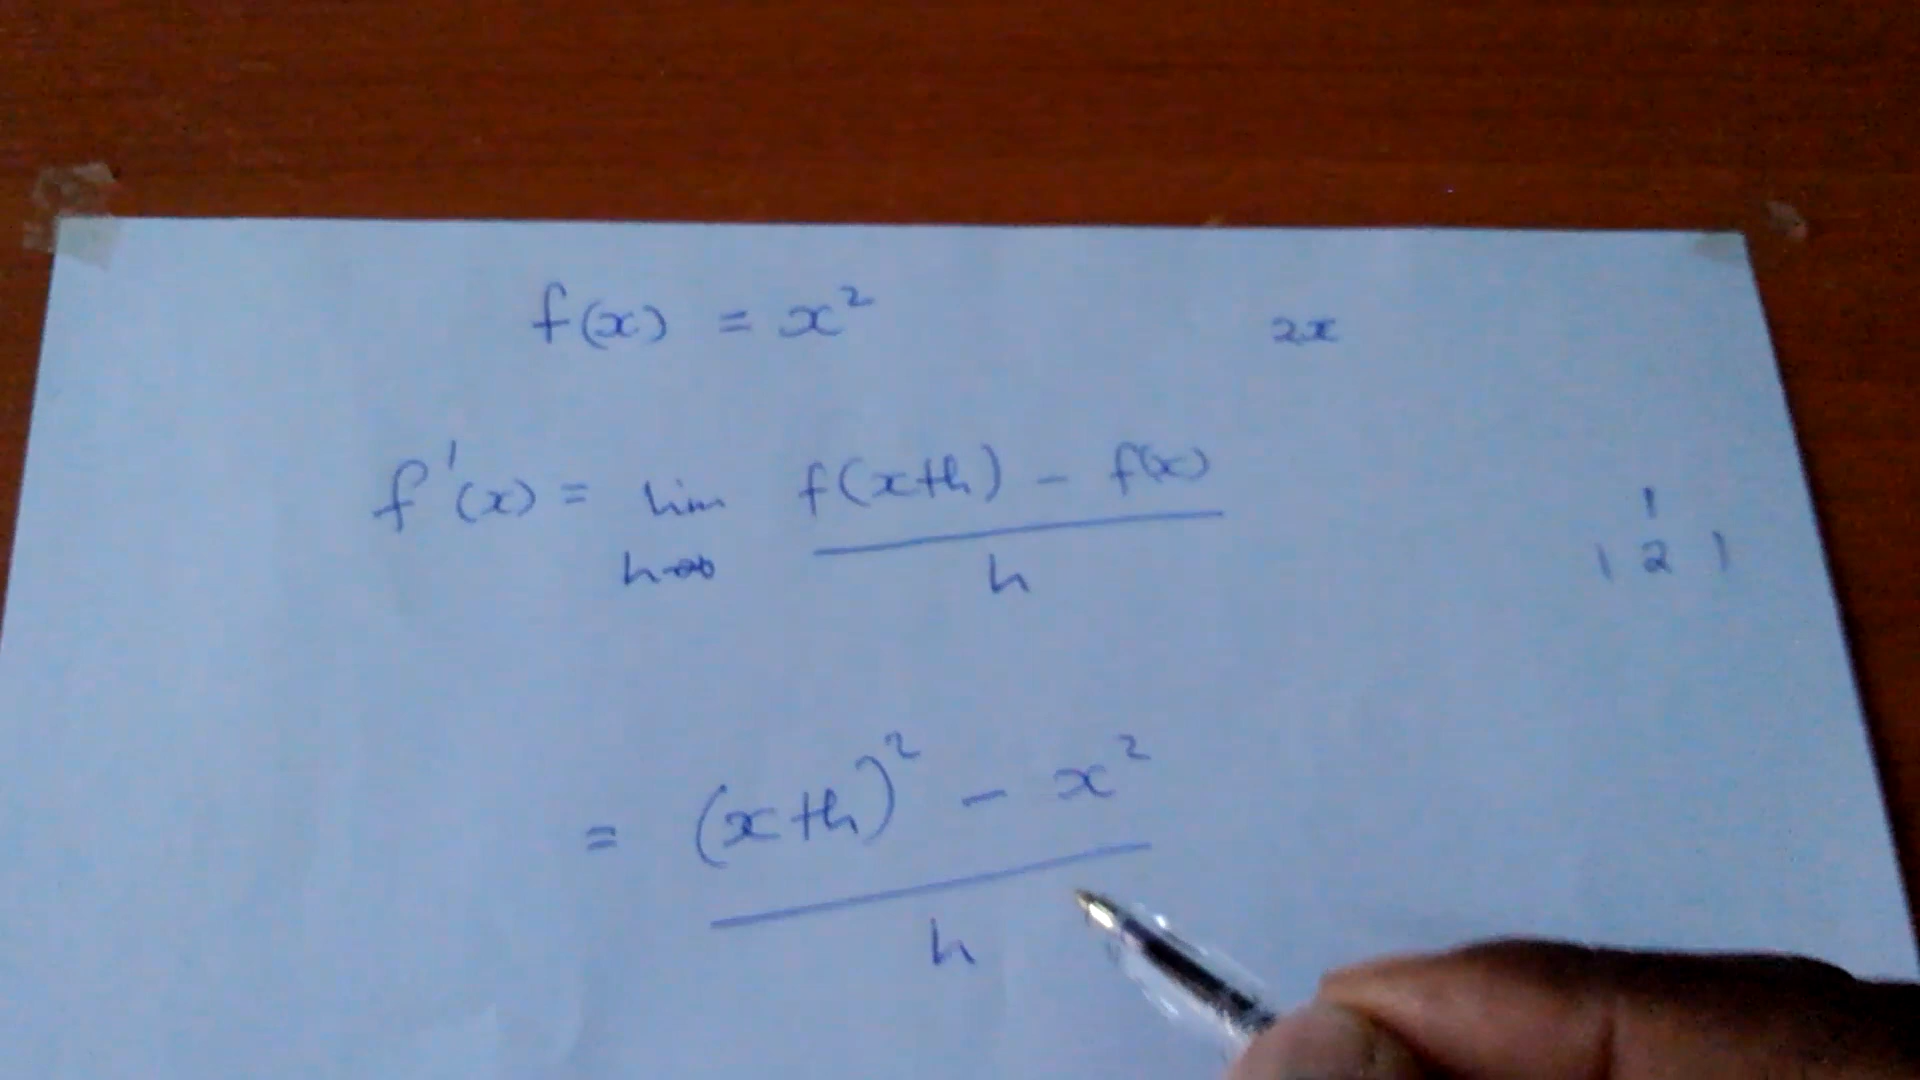 f(x) = x²
2x
f'(x) = lim f(x+h) - f(x)
h→0 h
1
1 2 1
= (x+h)² - x²
h